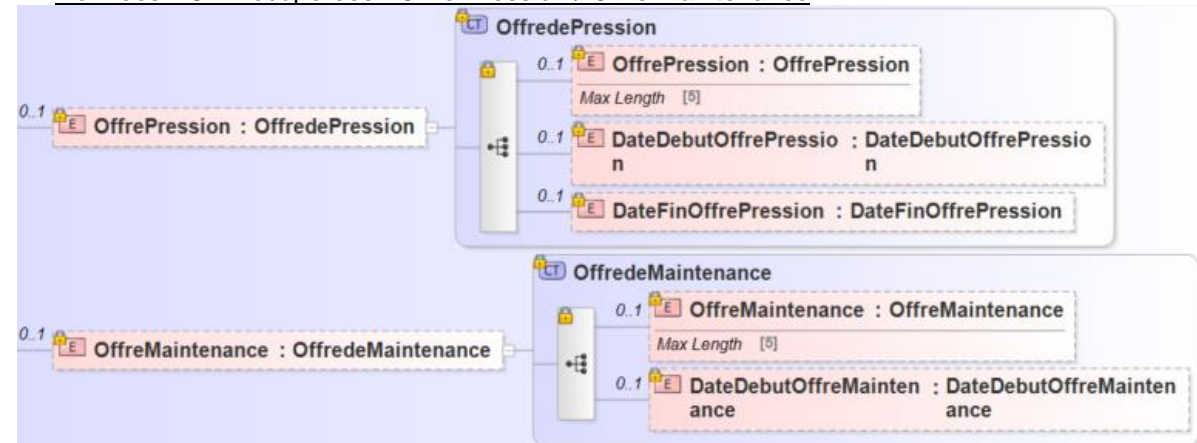 CT OffredePression
0..1 E OffrePression : OffrePression
Max Length [5]
0..1 E OffrePression : OffredePression
0..1 E DateDebutOffrePressio : DateDebutOffrePressio
n n
0..1 E DateFinOffrePression : DateFinOffrePression
CT OffredeMaintenance
0..1 E OffreMaintenance : OffreMaintenance
Max Length [5]
0..1 E OffreMaintenance : OffredeMaintenance
0..1 E DateDebutOffreMainten : DateDebutOffreMainten
ance ance